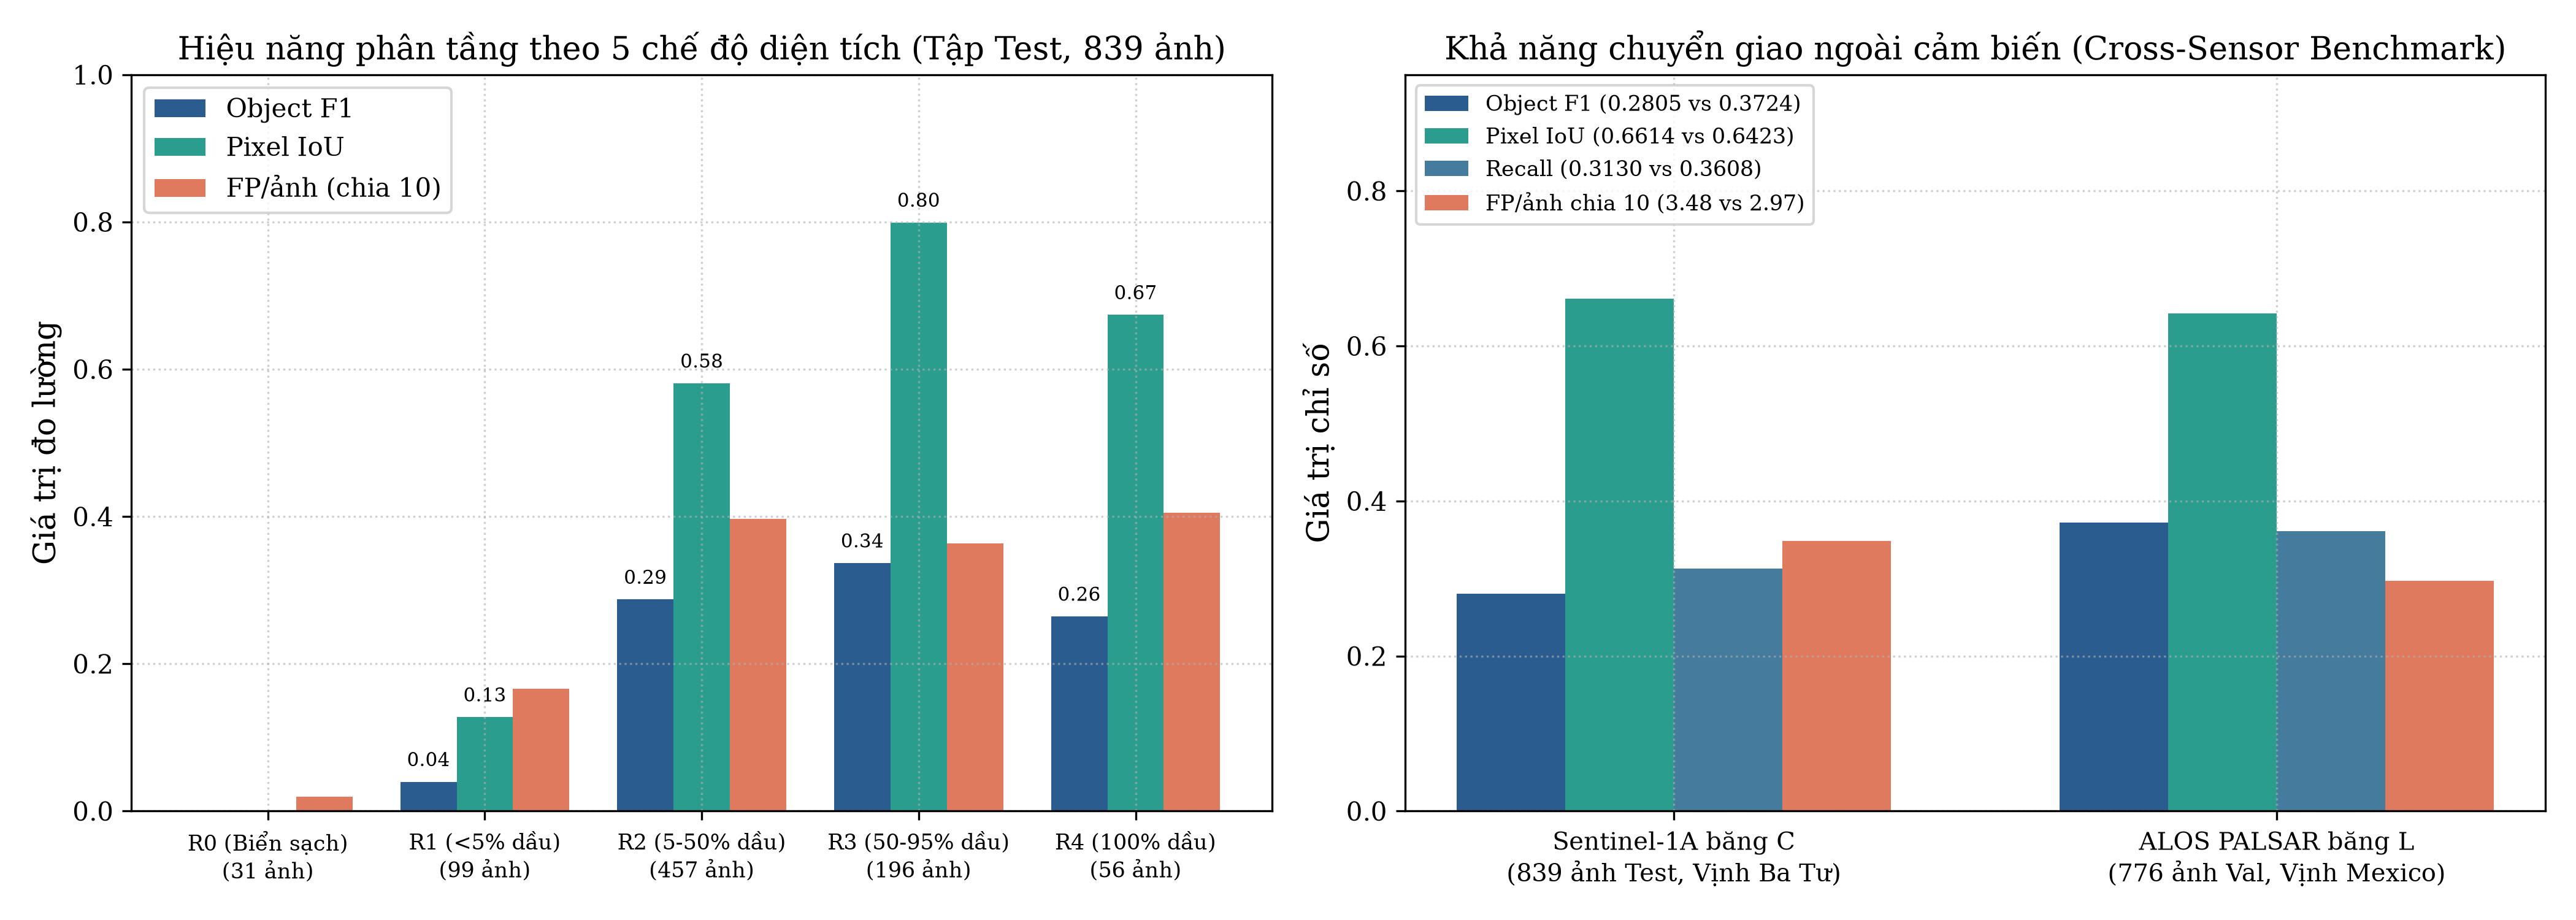 Hiệu năng phân tầng theo 5 chế độ diện tích (Tập Test, 839 ảnh)
Giá trị đo lường
1.0
0.8
0.6
0.4
0.2
0.0
Object F1
Pixel IoU
FP/ảnh (chia 10)
0.04
0.13
0.29
0.58
0.34
0.80
0.26
0.67
R0 (Biển sạch)
(31 ảnh)
R1 (<5% dầu)
(99 ảnh)
R2 (5-50% dầu)
(457 ảnh)
R3 (50-95% dầu)
(196 ảnh)
R4 (100% dầu)
(56 ảnh)
Khả năng chuyển giao ngoài cảm biến (Cross-Sensor Benchmark)
Giá trị chỉ số
0.8
0.6
0.4
0.2
0.0
Object F1 (0.2805 vs 0.3724)
Pixel IoU (0.6614 vs 0.6423)
Recall (0.3130 vs 0.3608)
FP/ảnh chia 10 (3.48 vs 2.97)
Sentinel-1A băng C
(839 ảnh Test, Vịnh Ba Tư)
ALOS PALSAR băng L
(776 ảnh Val, Vịnh Mexico)